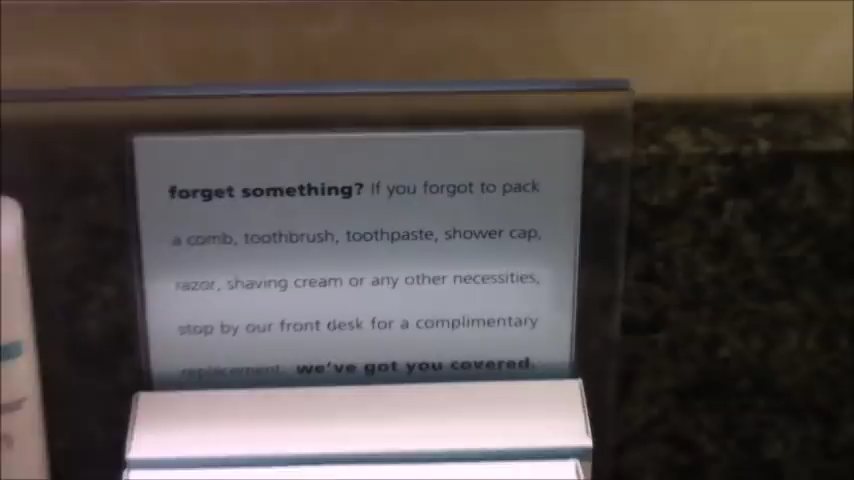 forget something? If you forgot to pack
a comb, toothbrush, toothpaste, shower cap,
razor, shaving cream or any other necessities,
stop by our front desk for a complimentary
replacement. we've got you covered.